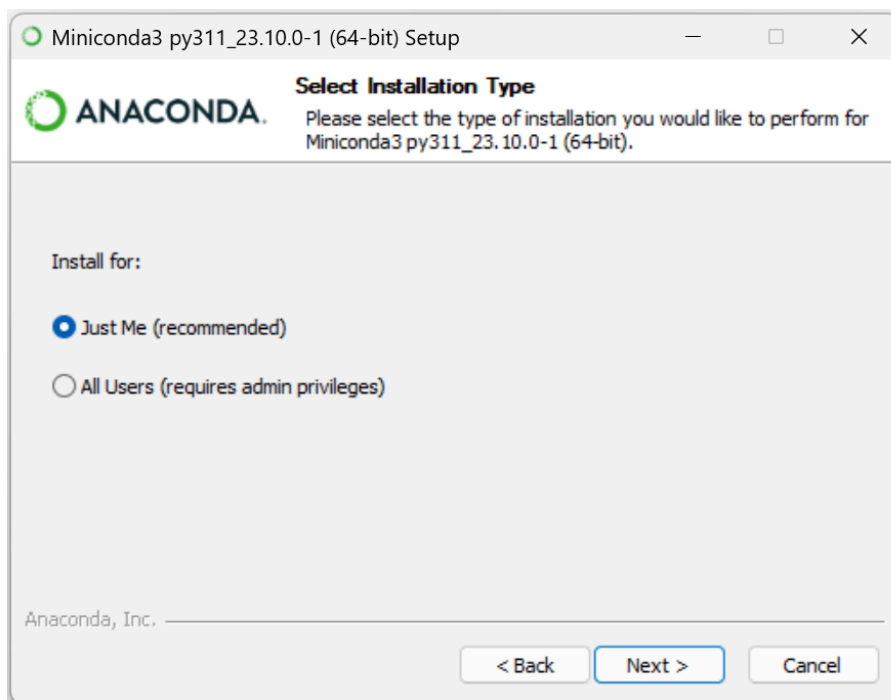 Miniconda3 py311_23.10.0-1 (64-bit) Setup
ANACONDA.
Select Installation Type
Please select the type of installation you would like to perform for
Miniconda3 py311_23.10.0-1 (64-bit).
Install for:
Just Me (recommended)
All Users (requires admin privileges)
Anaconda, Inc.
< Back Next > Cancel